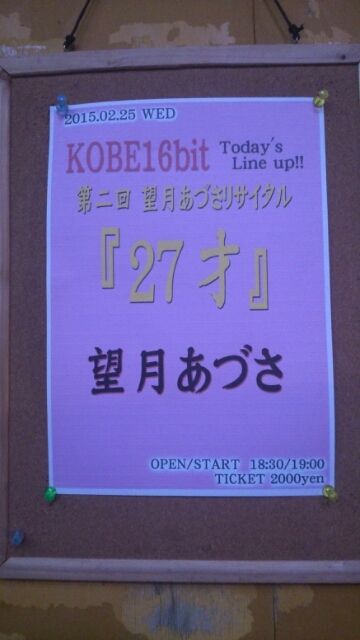 2015.02.25 WED
KOBE16bit Today's
Line up!!
第二回 望月あづさリサイタル
『27才』
望月あづさ
OPEN/START 18:30/19:00
TICKET 2000yen